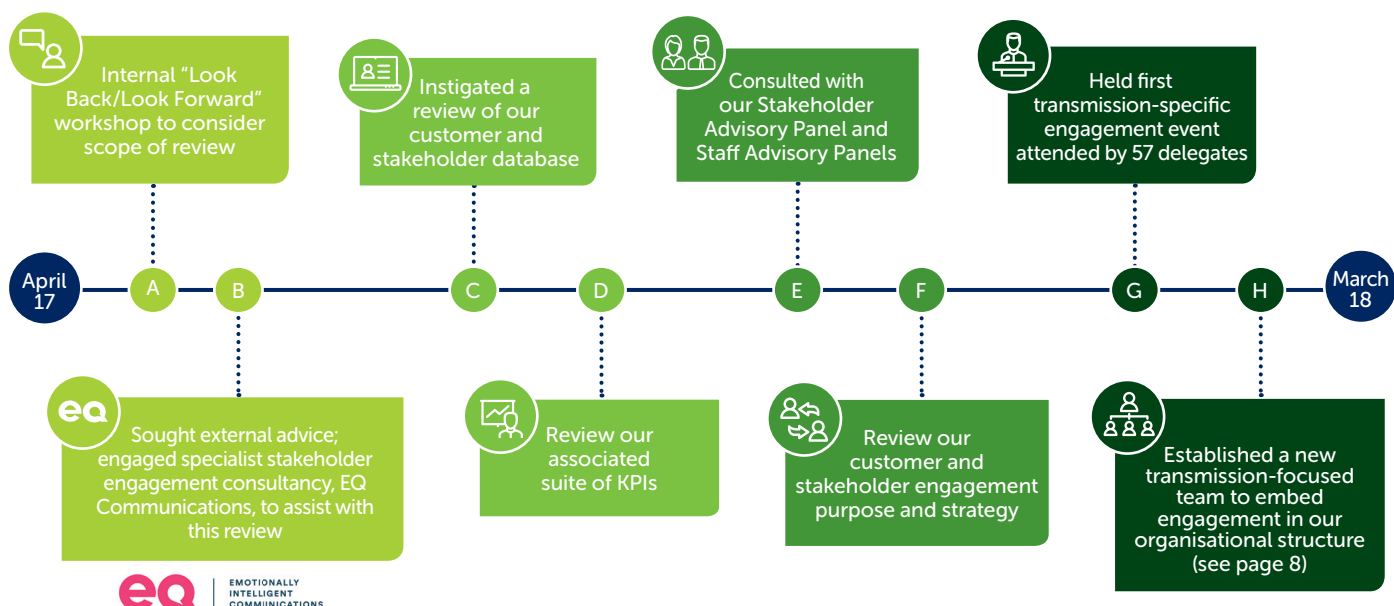 Internal “Look
Back/Look Forward”
workshop to consider
scope of review
Instigated a
review of our
customer and
stakeholder database
Consulted with
our Stakeholder
Advisory Panel and
Staff Advisory Panels
Held first
transmission-specific
engagement event
attended by 57 delegates
April
17
A
B
C
D
E
F
G
H
March
18
eq
Sought external advice;
engaged specialist stakeholder
engagement consultancy, EQ
Communications, to assist with
this review
Review our
associated
suite of KPIs
Review our
customer and
stakeholder engagement
purpose and strategy
Established a new
transmission-focused
team to embed
engagement in our
organisational structure
(see page 8)
eq
EMOTIONALLY
INTELLIGENT
COMMUNICATIONS